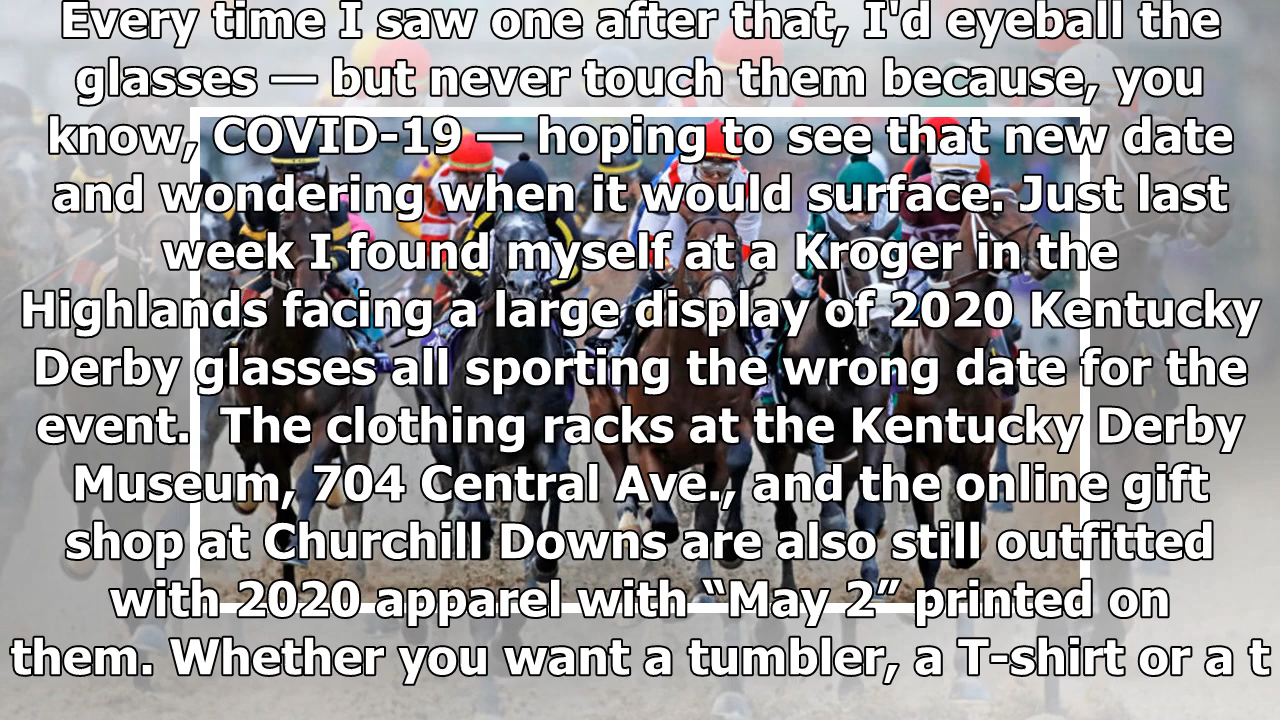 Every time I saw one after that, I'd eyeball the
glasses — but never touch them because, you
know, COVID-19 — hoping to see that new date
and wondering when it would surface. Just last
week I found myself at a Kroger in the
Highlands facing a large display of 2020 Kentucky
Derby glasses all sporting the wrong date for the
event.  The clothing racks at the Kentucky Derby
Museum, 704 Central Ave., and the online gift
shop at Churchill Downs are also still outfitted
with 2020 apparel with “May 2” printed on
them. Whether you want a tumbler, a T-shirt or a t